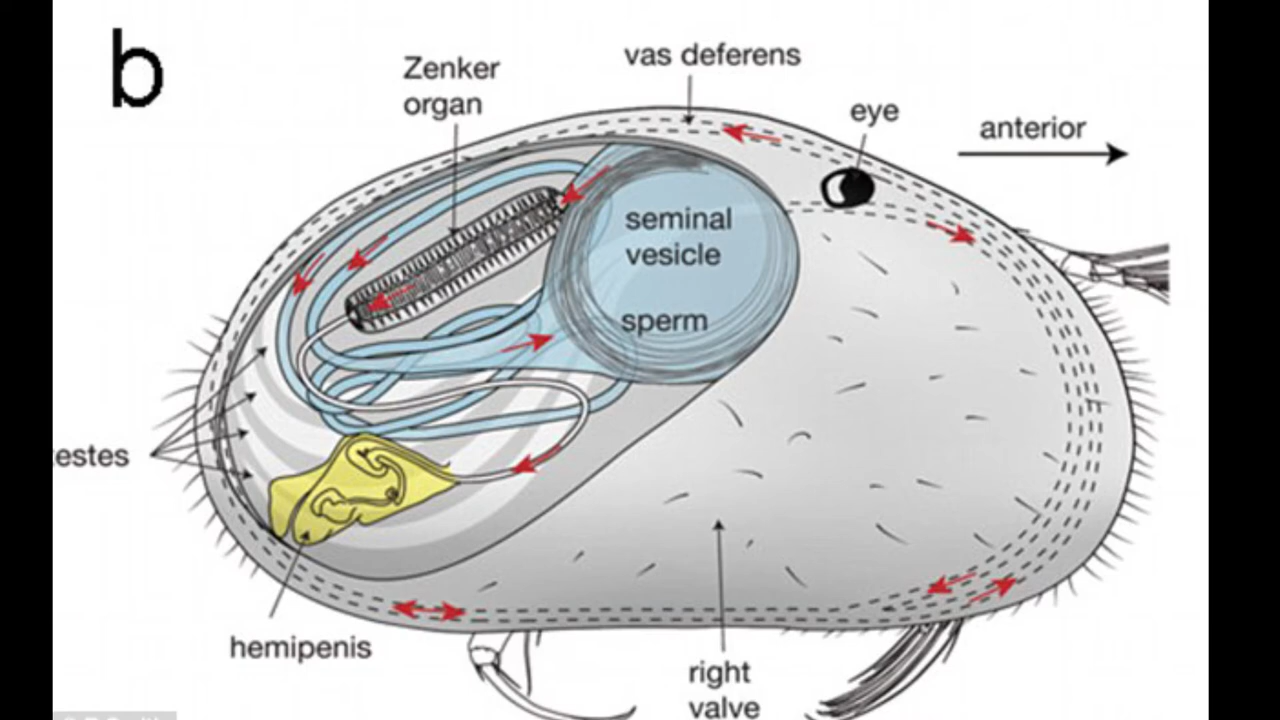 b
Zenker
organ
vas deferens
eye
anterior
seminal
vesicle
sperm
estes
hemipenis
right
valve